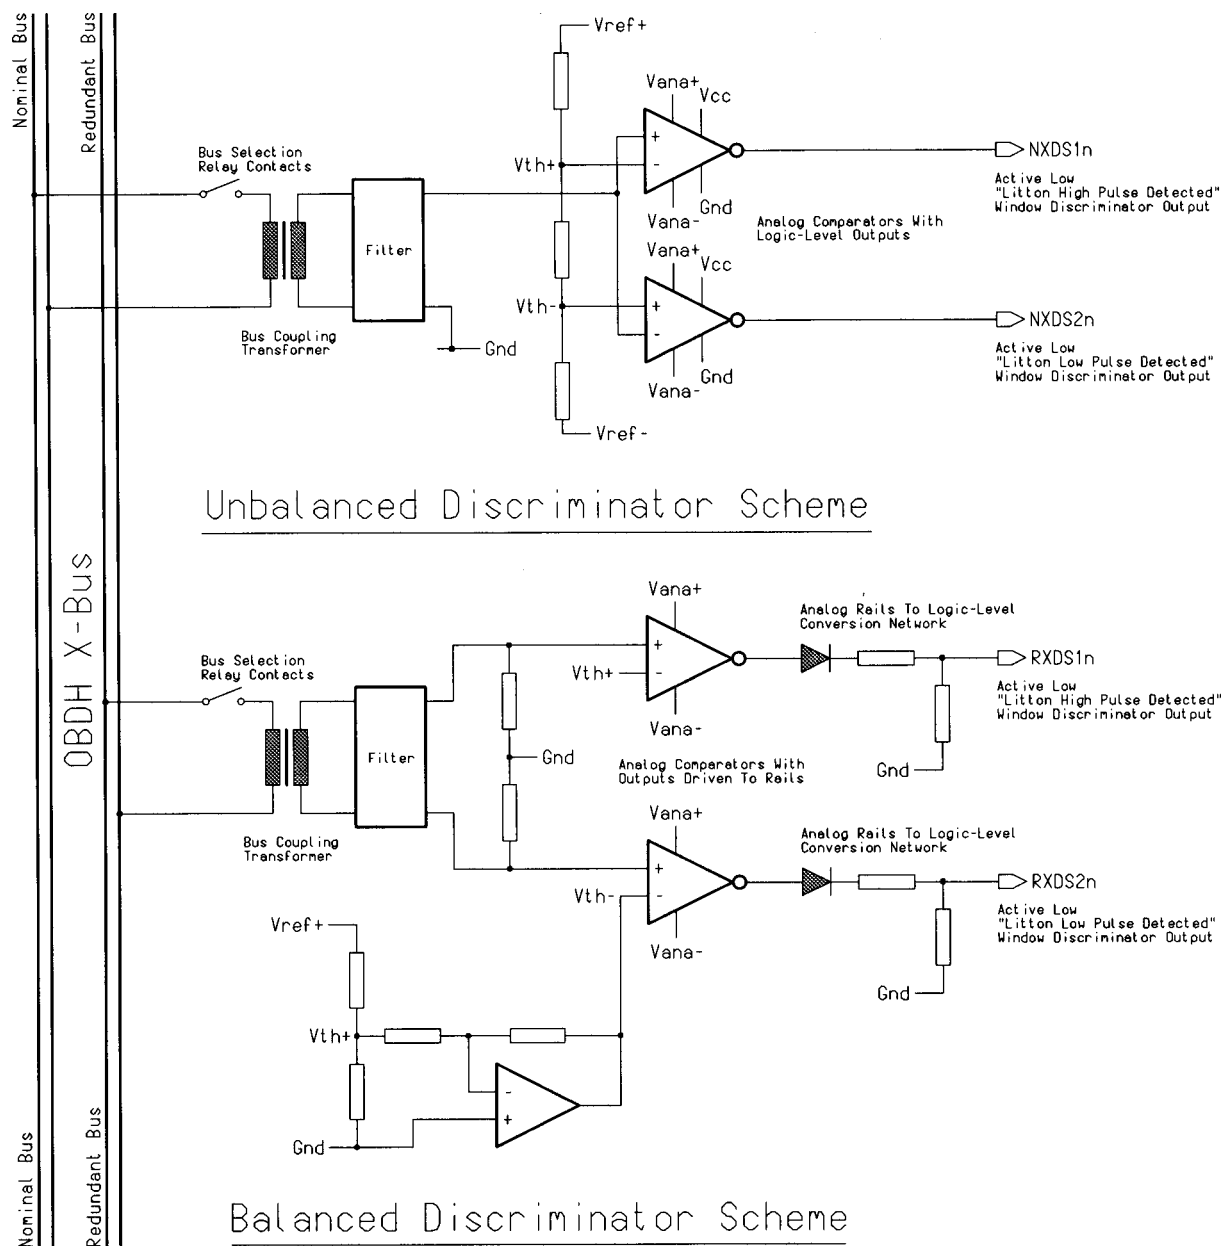 Nominal Bus
Redundant Bus
Vref+
Vana+
Vcc
+
-
Vth+
NXDS1n
Bus Selection
Relay Contacts
Active Low
"Litton High Pulse Detected"
Window Discriminator Output
Vana-
Gnd
Analog Comparators With
Logic-Level Outputs
Filter
Vana+
Vcc
Vth-
+
-
NXDS2n
Bus Coupling
Transformer
Gnd
Active Low
"Litton Low Pulse Detected"
Window Discriminator Output
Vana-
Gnd
Vref-
Unbalanced Discriminator Scheme
OBDH X-Bus
Vana+
Analog Rails To Logic-Level
Conversion Network
+
-
Vth+
RXDS1n
Bus Selection
Relay Contacts
Active Low
"Litton High Pulse Detected"
Window Discriminator Output
Vana-
Filter
Gnd
Analog Comparators With
Outputs Driven To Rails
Gnd
Vana+
Bus Coupling
Transformer
Analog Rails To Logic-Level
Conversion Network
+
-
Vth-
RXDS2n
Active Low
"Litton Low Pulse Detected"
Window Discriminator Output
Vref+
Vana-
Gnd
Vth+
-
+
Gnd
Nominal Bus
Redundant Bus
Balanced Discriminator Scheme